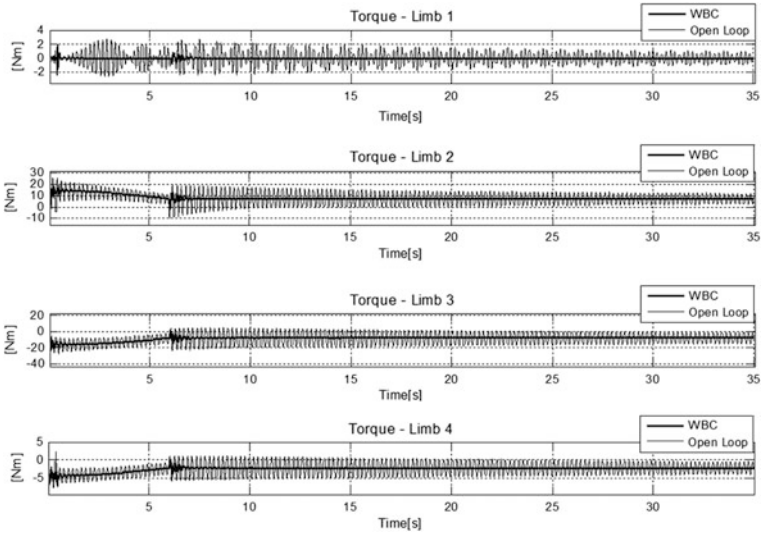 Torque - Limb 1
WBC
Open Loop
[Nm]
4
2
0
-2
5 10 15 20 25 30 35
Time[s]
Torque - Limb 2
WBC
Open Loop
[Nm]
30
20
10
0
-10
5 10 15 20 25 30 35
Time[s]
Torque - Limb 3
WBC
Open Loop
[Nm]
20
0
-20
-40
5 10 15 20 25 30 35
Time[s]
Torque - Limb 4
WBC
Open Loop
[Nm]
5
0
-5
5 10 15 20 25 30 35
Time[s]